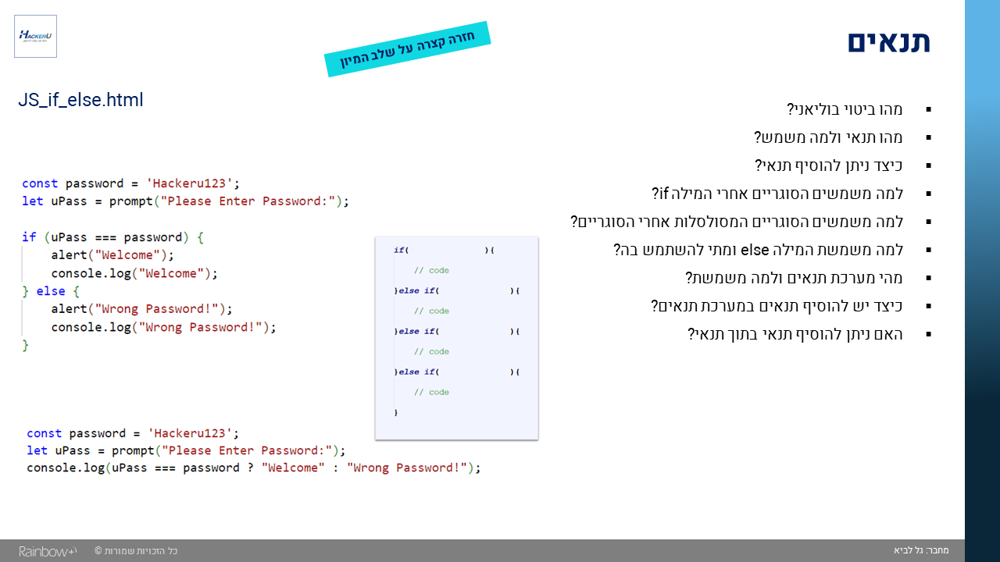 תנאים
חזרה קצרה על שלב המיון
HACKERU
JS_if_else.html
▪ מהו ביטוי בוליאני?
▪ מהו תנאי ולמה משמש?
▪ כיצד ניתן להוסיף תנאי?
▪ למה משמשים הסוגריים אחרי המילה if?
▪ למה משמשים הסוגריים המסולסלות אחרי הסוגריים?
▪ למה משמשת המילה else ומתי להשתמש בה?
▪ מהי מערכת תנאים ולמה משמשת?
▪ כיצד יש להוסיף תנאים במערכת תנאים?
▪ האם ניתן להוסיף תנאי בתוך תנאי?
const password = 'Hackeru123';
let uPass = prompt("Please Enter Password:");
if (uPass === password) {
alert("Welcome");
console.log("Welcome");
} else {
alert("Wrong Password!");
console.log("Wrong Password!");
}
if( ){
// code
}else if( ){
// code
}else if( ){
// code
}else if( ){
// code
}
const password = 'Hackeru123';
let uPass = prompt("Please Enter Password:");
console.log(uPass === password ? "Welcome" : "Wrong Password!");
מחבר: גל לביא
כל הזכויות שמורות ©
Rainbow+